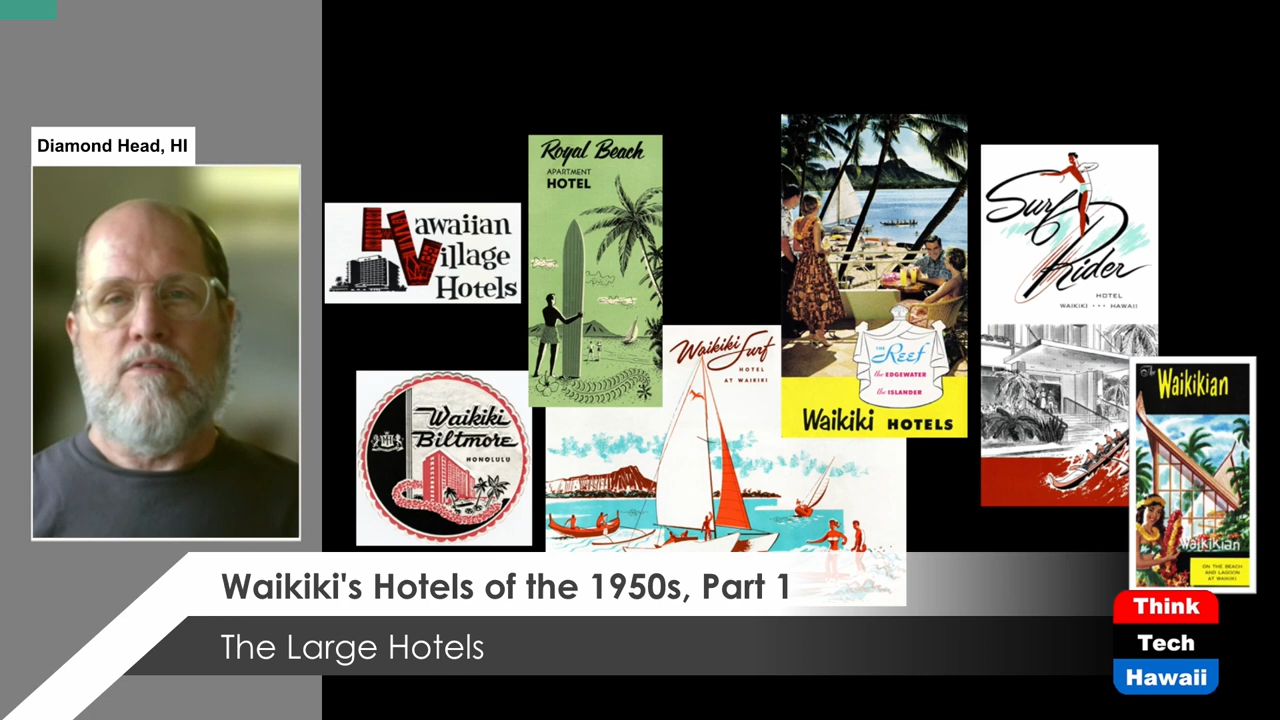 Diamond Head, HI
Hawaiian
Village
Hotels
Royal Beach
APARTMENT
HOTEL
Waikiki
Biltmore
HONOLULU
Waikiki Surf
HOTEL
AT WAIKIKI
THE
Reef
the EDGEWATER
the ISLANDER
Waikiki HOTELS
Surf
Rider
HOTEL
WAIKIKI • • • HAWAII
The
Waikikian
Waikikian
ON THE BEACH
AND LAGOON
AT WAIKIKI
Waikiki's Hotels of the 1950s, Part 1
The Large Hotels
Think
Tech
Hawaii